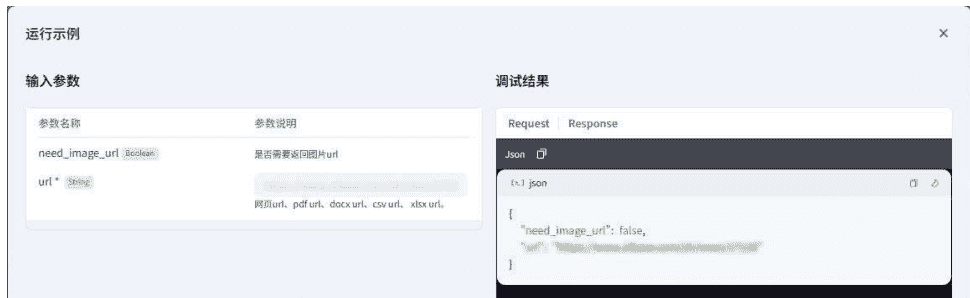 运行示例
输入参数
参数名称 参数说明
need_image_url Boolean 是否需要返回图片url
url * String
网页url、pdf url、docx url、csv url、xlsx url。
调试结果
Request Response
Json
json
{
"need_image_url": false,
"url":
}